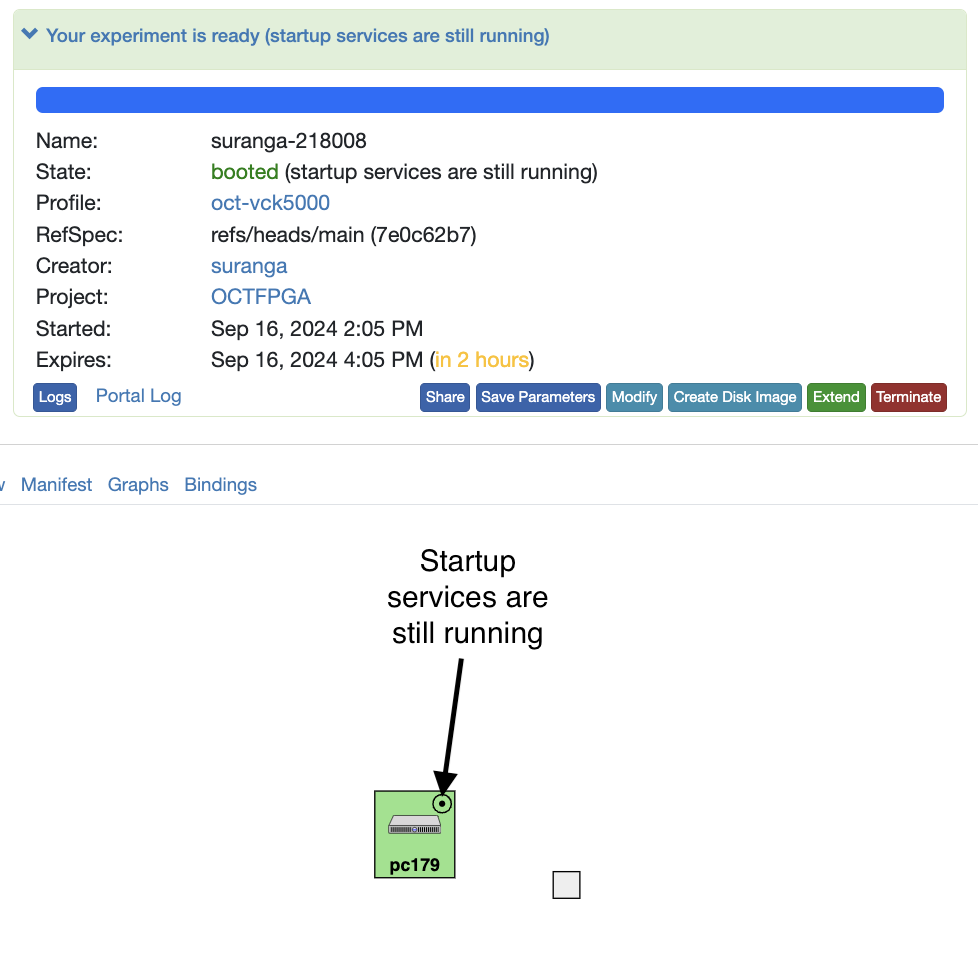 Your experiment is ready (startup services are still running)
Name: suranga-218008
State: booted (startup services are still running)
Profile: oct-vck5000
RefSpec: refs/heads/main (7e0c62b7)
Creator: suranga
Project: OCTFPGA
Started: Sep 16, 2024 2:05 PM
Expires: Sep 16, 2024 4:05 PM (in 2 hours)
Logs Portal Log Share Save Parameters Modify Create Disk Image Extend Terminate
Manifest Graphs Bindings
Startup
services are
still running
pc179